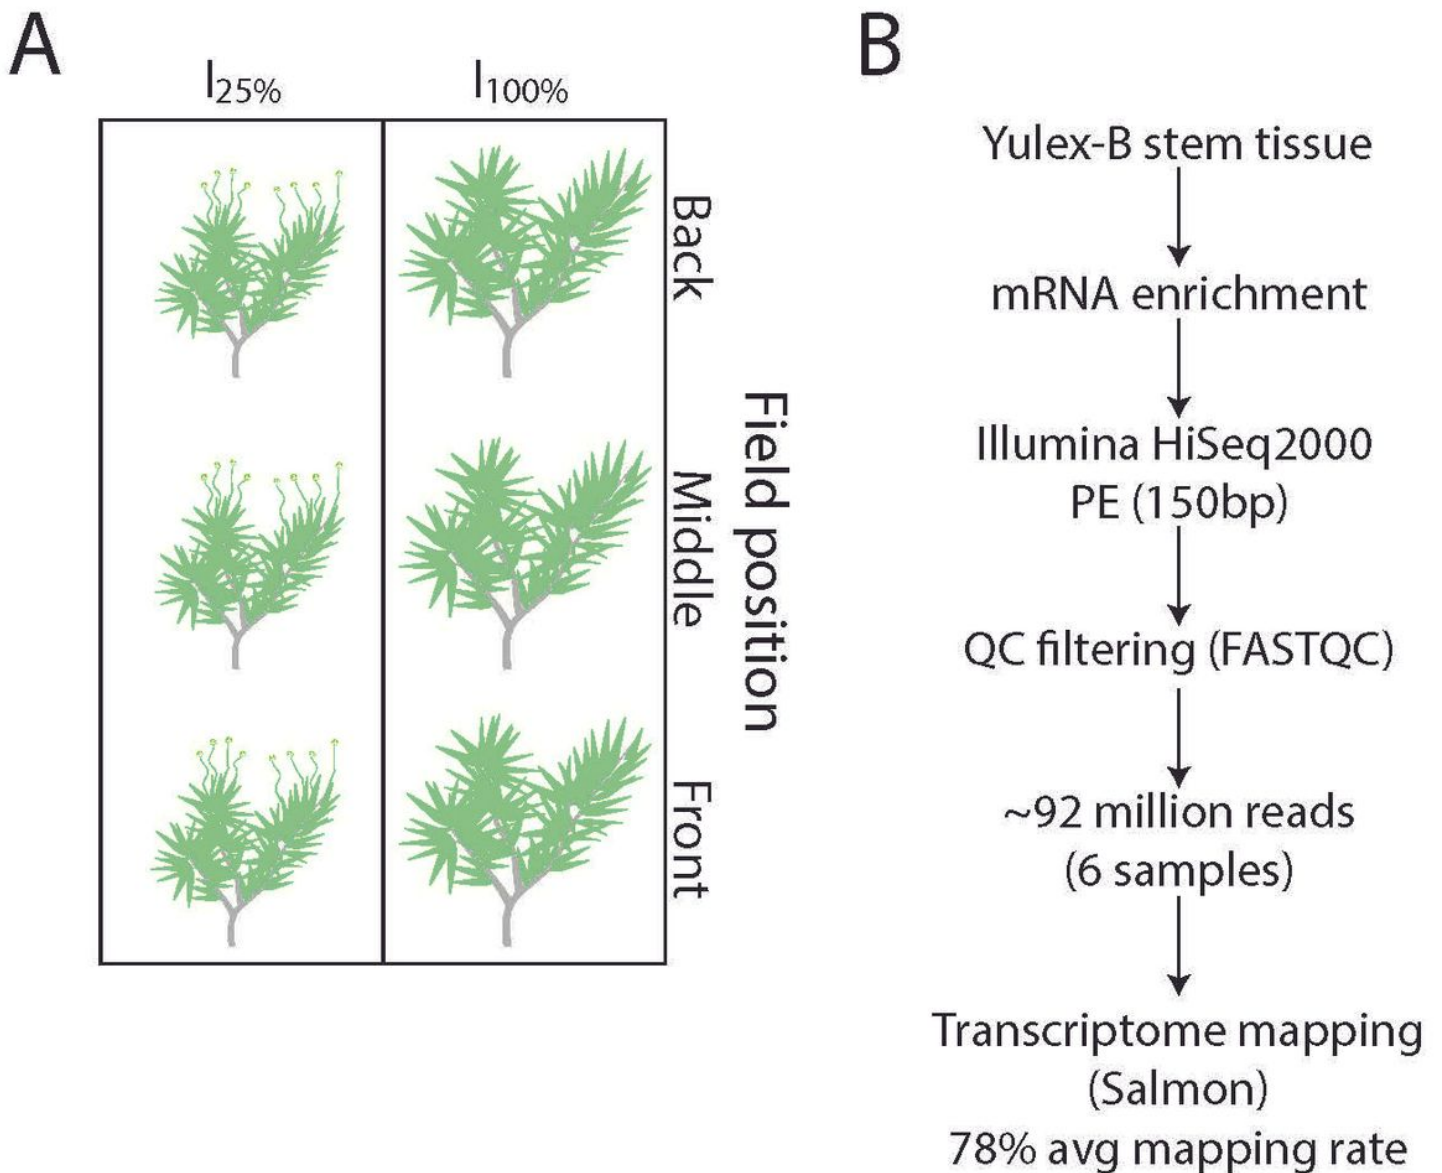 A
I25%
I100%
Back
Middle
Front
Field position
B
Yulex-B stem tissue
mRNA enrichment
Illumina HiSeq2000
PE (150bp)
QC filtering (FASTQC)
~92 million reads
(6 samples)
Transcriptome mapping
(Salmon)
78% avg mapping rate